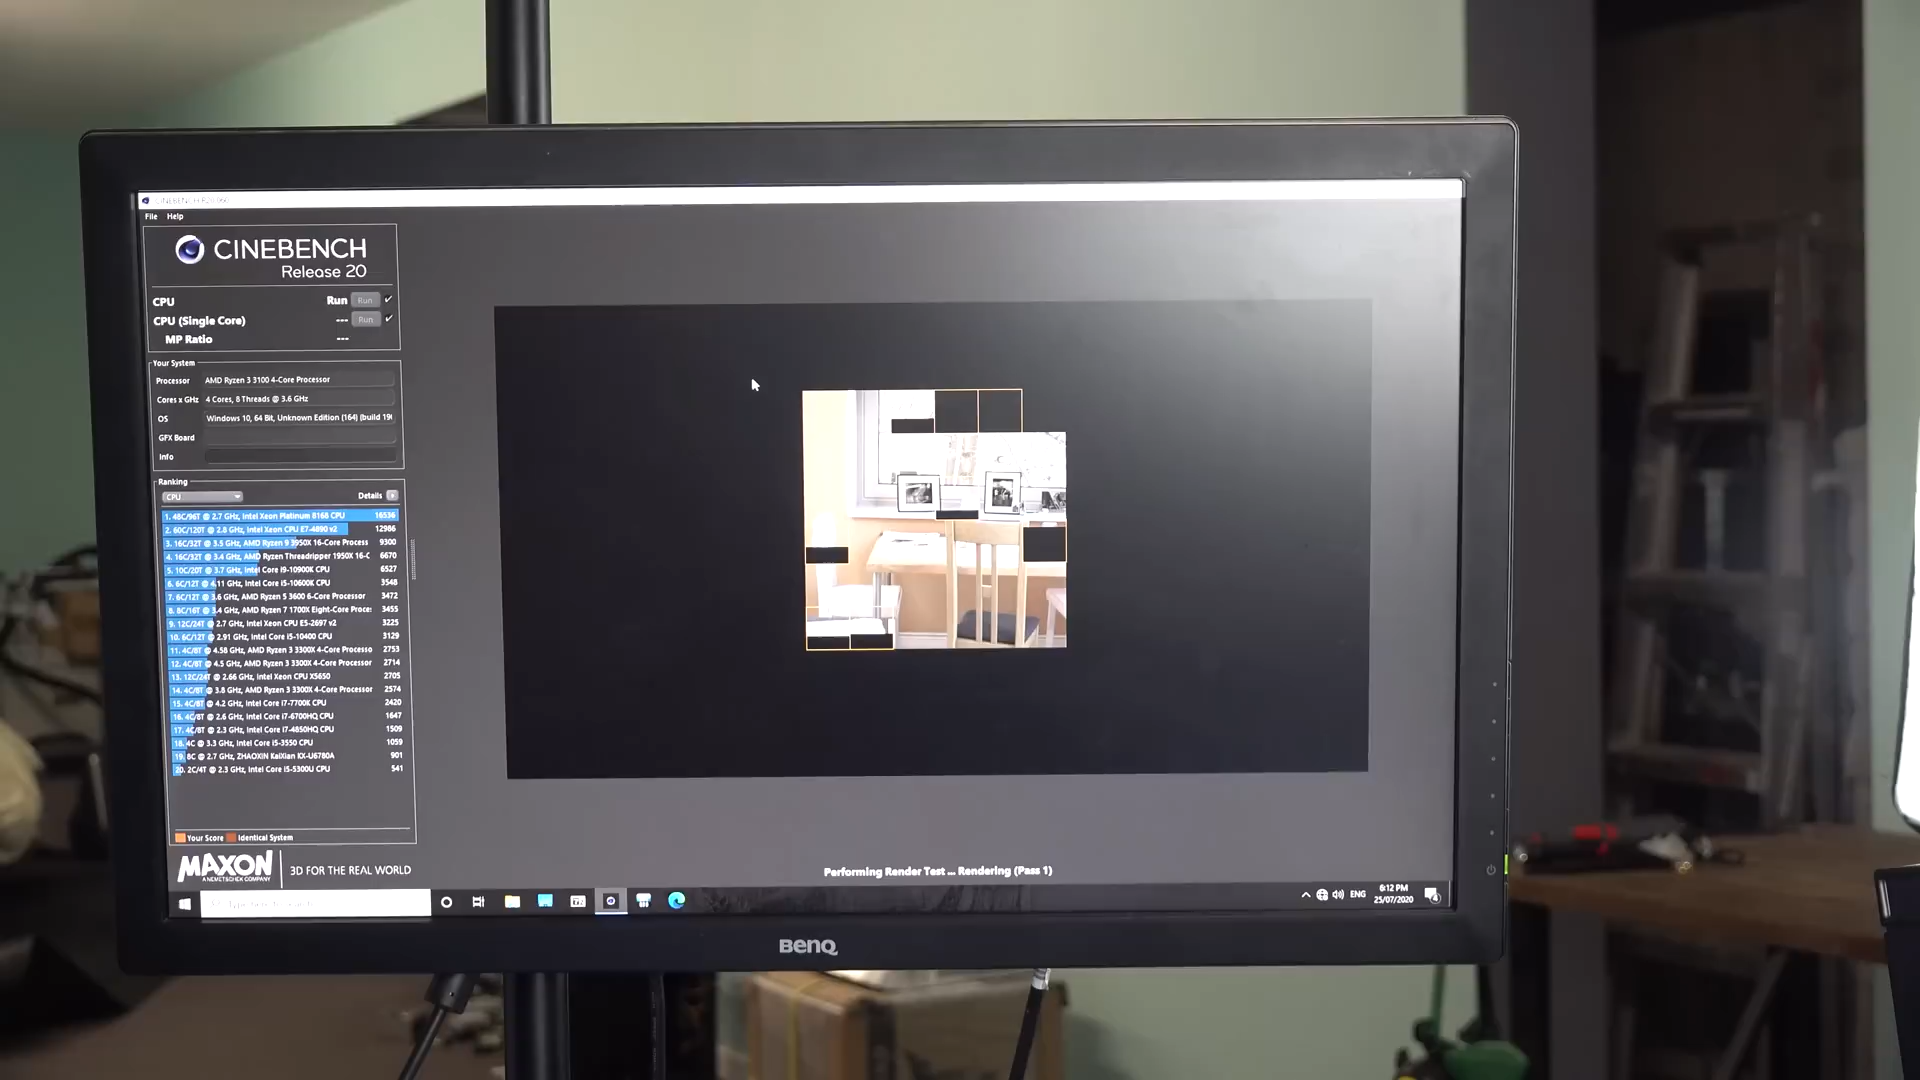 CINEBENCH R20.060
File Help
CINEBENCH
Release 20
CPU Run Run
CPU (Single Core) --- Run
MP Ratio ---
Your System
Processor AMD Ryzen 3 3100 4-Core Processor
Cores x GHz 4 Cores, 8 Threads @ 3.6 GHz
OS Windows 10, 64 Bit, Unknown Edition (164) (build 190
GFX Board
Info
Ranking
CPU Details
1. 48C/96T @ 2.7 GHz, Intel Xeon Platinum 8168 CPU 16536
2. 60C/120T @ 2.8 GHz, Intel Xeon CPU E7-4890 v2 12986
3. 16C/32T @ 3.5 GHz, AMD Ryzen 9 3950X 16-Core Process 9300
4. 16C/32T @ 3.4 GHz, AMD Ryzen Threadripper 1950X 16-C 6670
5. 10C/20T @ 3.7 GHz, Intel Core i9-10900K CPU 6527
6. 6C/12T @ 4.11 GHz, Intel Core i5-10600K CPU 3548
7. 6C/12T @ 3.6 GHz, AMD Ryzen 5 3600 6-Core Processor 3472
8. 8C/16T @ 3.4 GHz, AMD Ryzen 7 1700X Eight-Core Proce: 3455
9. 12C/24T @ 2.7 GHz, Intel Xeon CPU E5-2697 v2 3225
10. 6C/12T @ 2.91 GHz, Intel Core i5-10400 CPU 3129
11. 4C/8T @ 4.58 GHz, AMD Ryzen 3 3300X 4-Core Processo 2753
12. 4C/8T @ 4.5 GHz, AMD Ryzen 3 3300X 4-Core Processor 2714
13. 12C/24T @ 2.66 GHz, Intel Xeon CPU X5650 2705
14. 4C/8T @ 3.8 GHz, AMD Ryzen 3 3300X 4-Core Processor 2574
15. 4C/8T @ 4.2 GHz, Intel Core i7-7700K CPU 2420
16. 4C/8T @ 2.6 GHz, Intel Core i7-6700HQ CPU 1647
17. 4C/8T @ 2.3 GHz, Intel Core i7-4850HQ CPU 1509
18. 4C @ 3.3 GHz, Intel Core i5-3550 CPU 1059
19. 8C @ 2.7 GHz, ZHAOXIN KaiXian KX-U6780A 901
20. 2C/4T @ 2.3 GHz, Intel Core i5-5300U CPU 541
Your Score Identical System
MAXON
A NEMETSCHEK COMPANY
3D FOR THE REAL WORLD
Performing Render Test ... Rendering (Pass 1)
Type here to search
ENG
6:12 PM
25/07/2020
4
BenQ